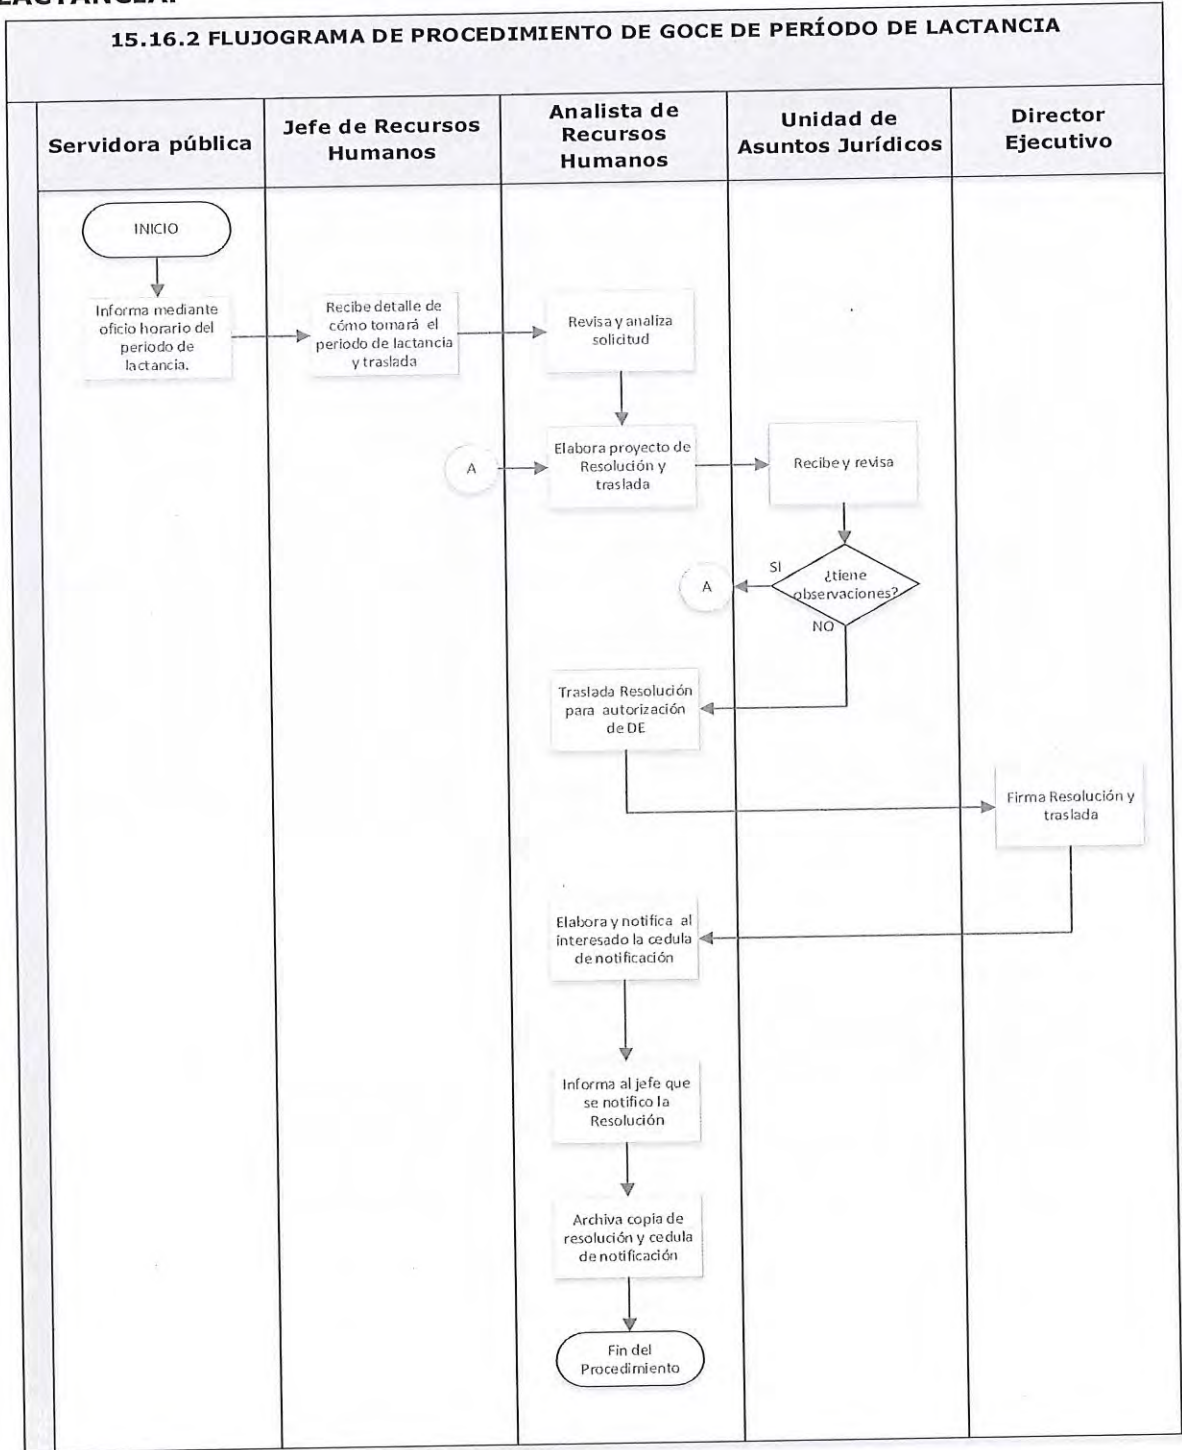 LACTANCIA.
15.16.2 FLUJOGRAMA DE PROCEDIMIENTO DE GOCE DE PERÍODO DE LACTANCIA
Servidora pública
Jefe de Recursos
Humanos
Analista de
Recursos
Humanos
Unidad de
Asuntos Jurídicos
Director
Ejecutivo
INICIO
Informa mediante
oficio horario del
periodo de
lactancia.
Recibe detalle de
cómo tomará el
periodo de lactancia
y traslada
Revisa y analiza
solicitud
A
Elabora proyecto de
Resolución y
traslada
Recibe y revisa
¿tiene
observaciones?
SI
A
NO
Traslada Resolución
para autorización
de DE
Firma Resolución y
traslada
Elabora y notifica al
interesado la cedula
de notificación
Informa al jefe que
se notifico la
Resolución
Archiva copia de
resolución y cedula
de notificación
Fin del
Procedimiento